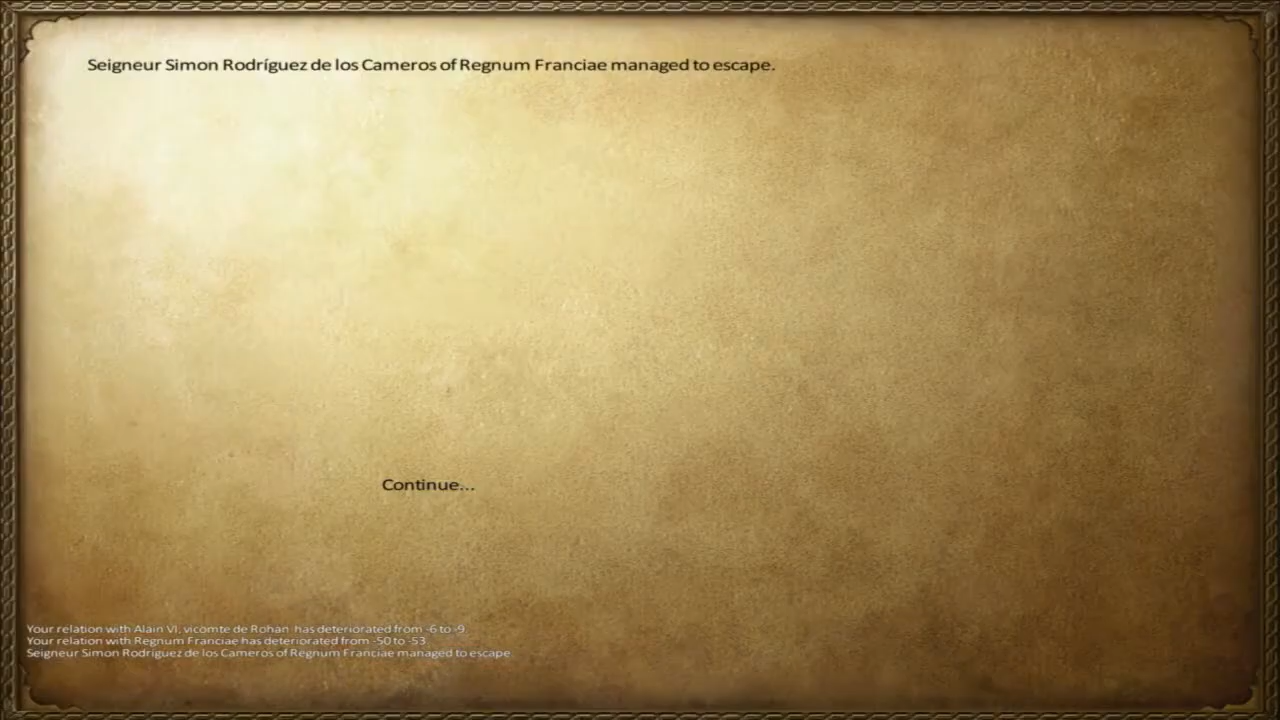 Seigneur Simon Rodríguez de los Cameros of Regnum Franciae managed to escape.
Continue...
Your relation with Alain VI, vicomte de Rohan has deteriorated from -6 to -9.
Your relation with Regnum Franciae has deteriorated from -50 to -53.
Seigneur Simon Rodríguez de los Cameros of Regnum Franciae managed to escape.